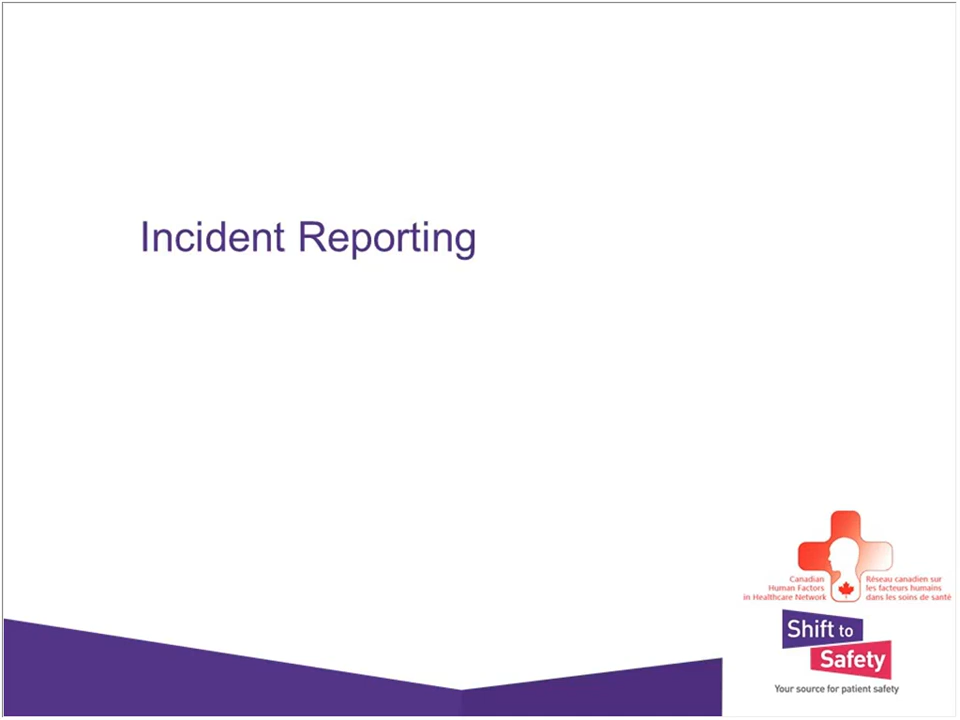 Incident Reporting
Canadian
Human Factors
in Healthcare Network
Réseau canadien sur
les facteurs humains
dans les soins de santé
Shift to
Safety
Your source for patient safety